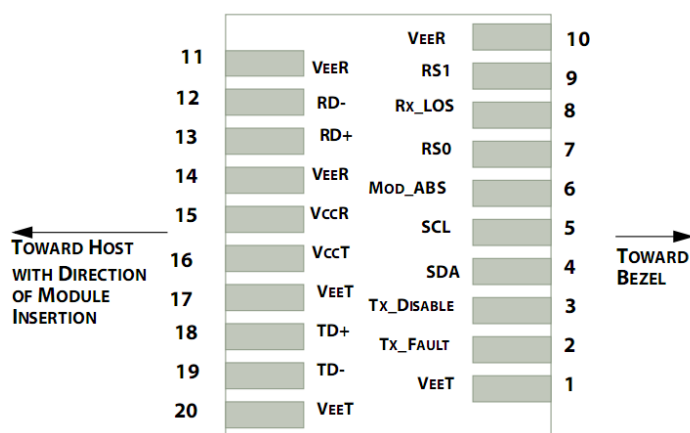 11 VEER
12 RD-
13 RD+
14 VEER
15 VCCR
16 VCCT
17 VEET
18 TD+
19 TD-
20 VEET
VEER 10
RS1 9
RX_LOS 8
RS0 7
MOD_ABS 6
SCL 5
SDA 4
TX_DISABLE 3
TX_FAULT 2
VEET 1
TOWARD HOST
WITH DIRECTION
OF MODULE
INSERTION
TOWARD
BEZEL